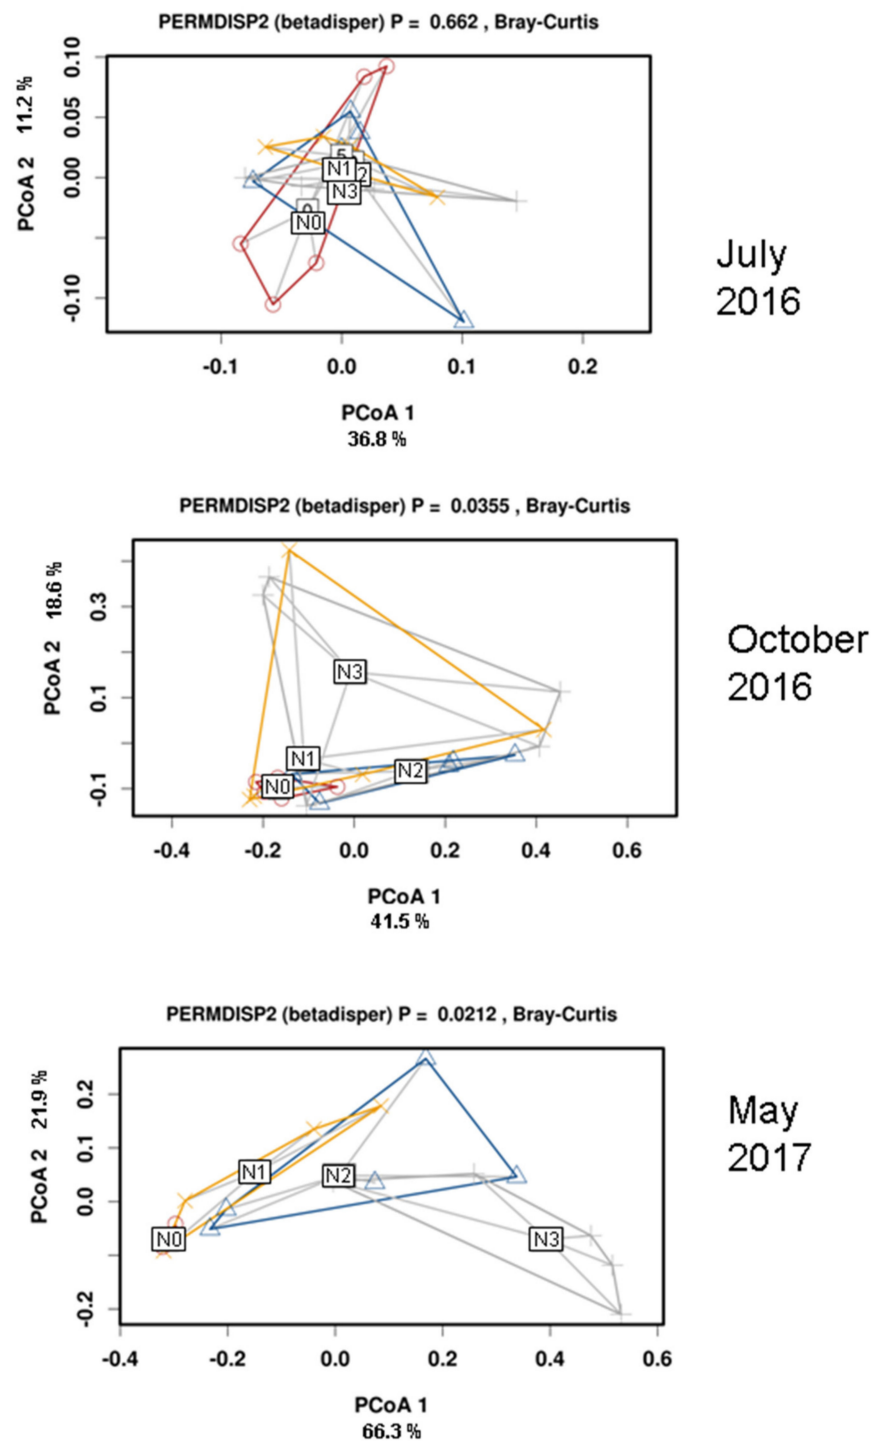 PERMDISP2 (betadisper) P = 0.662 , Bray-Curtis
PCoA 2 11.2 %
0.10
0.05
0.00
-0.10
N1
N3
N0
-0.1 0.0 0.1 0.2
PCoA 1
36.8 %
July
2016
PERMDISP2 (betadisper) P = 0.0355 , Bray-Curtis
PCoA 2 18.6 %
0.3
0.1
-0.1
N3
N1
N2
N0
-0.4 -0.2 0.0 0.2 0.4 0.6
PCoA 1
41.5 %
October
2016
PERMDISP2 (betadisper) P = 0.0212 , Bray-Curtis
PCoA 2 21.9 %
0.2
0.1
0.0
-0.2
N1
N2
N0
N3
-0.4 -0.2 0.0 0.2 0.4 0.6
PCoA 1
66.3 %
May
2017